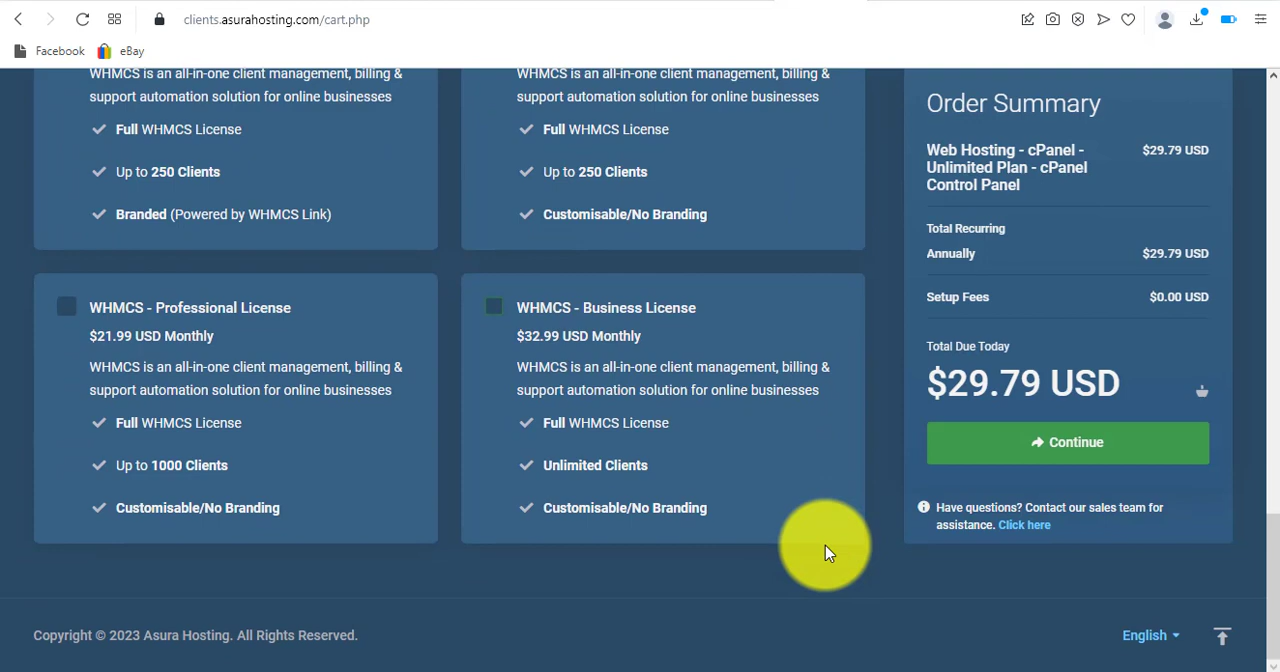 clients.asurahosting.com/cart.php
Facebook
eBay
WHMCS is an all-in-one client management, billing &
support automation solution for online businesses
Full WHMCS License
Up to 250 Clients
Branded (Powered by WHMCS Link)
WHMCS is an all-in-one client management, billing &
support automation solution for online businesses
Full WHMCS License
Up to 250 Clients
Customisable/No Branding
WHMCS - Professional License
$21.99 USD Monthly
WHMCS is an all-in-one client management, billing &
support automation solution for online businesses
Full WHMCS License
Up to 1000 Clients
Customisable/No Branding
WHMCS - Business License
$32.99 USD Monthly
WHMCS is an all-in-one client management, billing &
support automation solution for online businesses
Full WHMCS License
Unlimited Clients
Customisable/No Branding
Order Summary
Web Hosting - cPanel - $29.79 USD
Unlimited Plan - cPanel
Control Panel
Total Recurring
Annually $29.79 USD
Setup Fees $0.00 USD
Total Due Today
$29.79 USD
Continue
Have questions? Contact our sales team for
assistance. Click here
Copyright © 2023 Asura Hosting. All Rights Reserved.
English